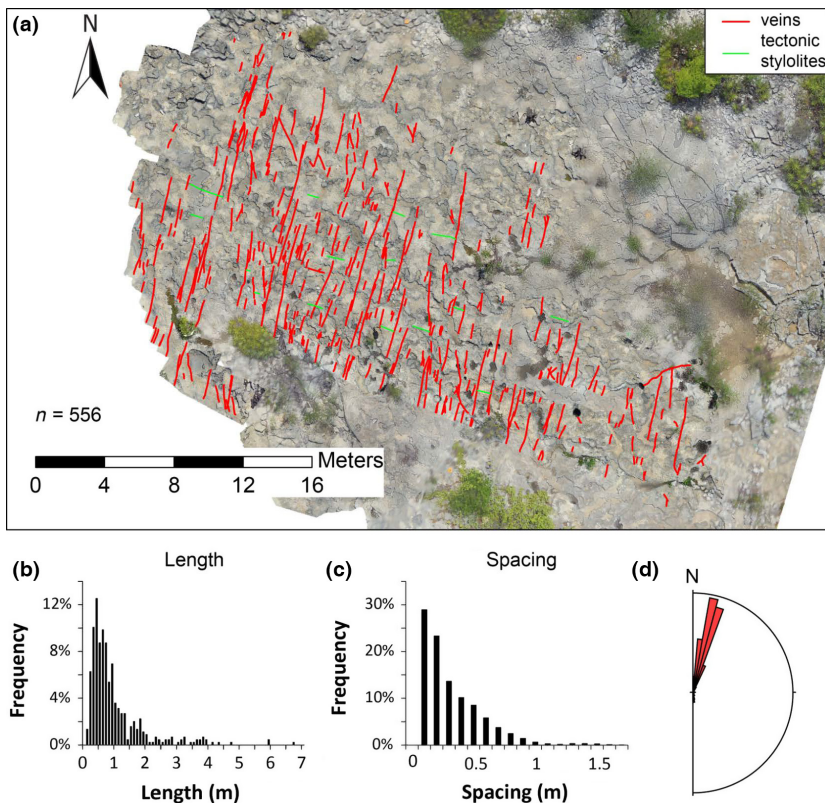 (a)
N
veins
tectonic
stylolites
n = 556
Meters
0 4 8 12 16
(b)
Length
Frequency
12%
8%
4%
0%
0 1 2 3 4 5 6 7
Length (m)
(c)
Spacing
Frequency
30%
20%
10%
0%
0 0.5 1 1.5
Spacing (m)
(d)
N